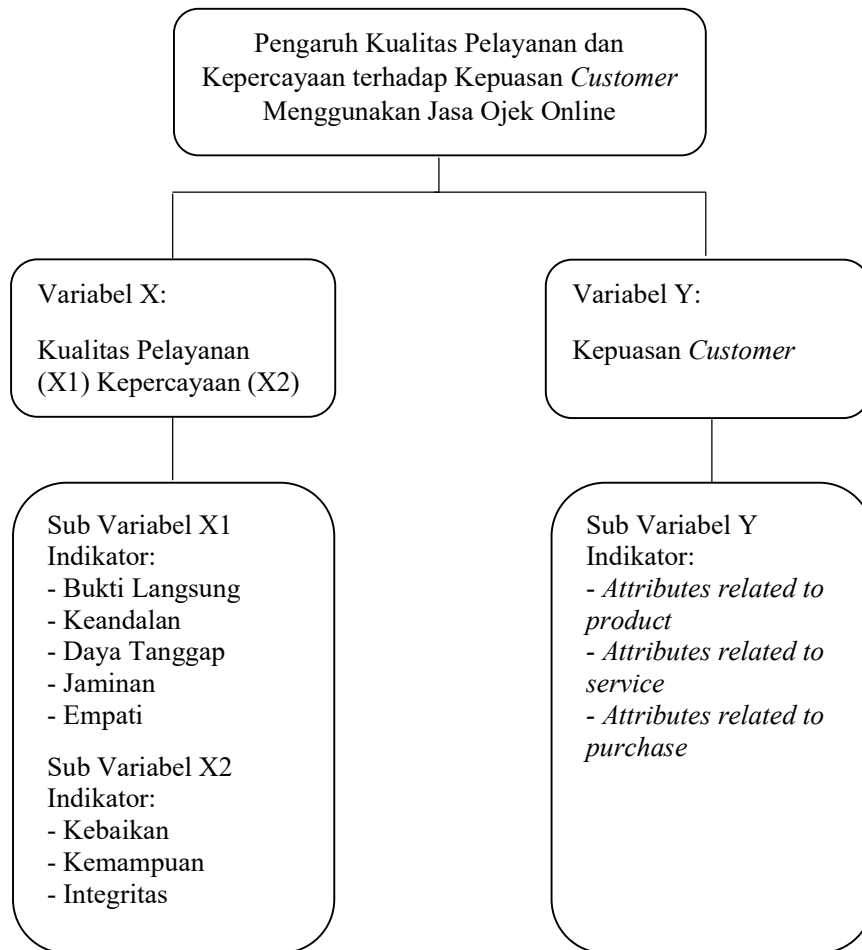 Pengaruh Kualitas Pelayanan dan
Kepercayaan terhadap Kepuasan Customer
Menggunakan Jasa Ojek Online
Variabel X:
Kualitas Pelayanan
(X1) Kepercayaan (X2)
Variabel Y:
Kepuasan Customer
Sub Variabel X1
Indikator:
- Bukti Langsung
- Keandalan
- Daya Tanggap
- Jaminan
- Empati
Sub Variabel X2
Indikator:
- Kebaikan
- Kemampuan
- Integritas
Sub Variabel Y
Indikator:
- Attributes related to
product
- Attributes related to
service
- Attributes related to
purchase